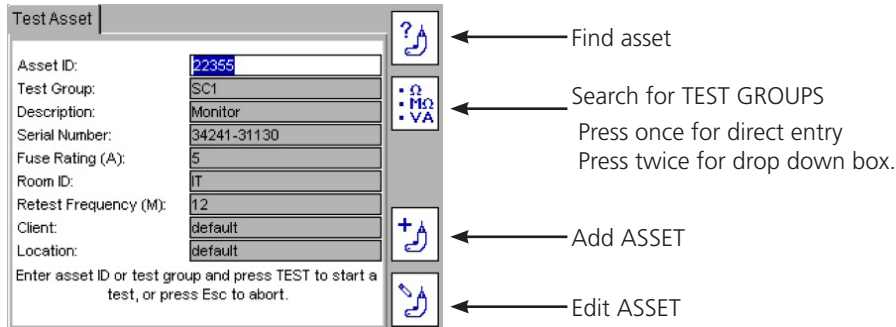 Test Asset
Asset ID: 22355
Test Group: SC1
Description: Monitor
Serial Number: 34241-31130
Fuse Rating (A): 5
Room ID: IT
Retest Frequency (M): 12
Client: default
Location: default
Enter asset ID or test group and press TEST to start a
test, or press Esc to abort.
?
Find asset
• Ω
• MΩ
• VA
Search for TEST GROUPS
Press once for direct entry
Press twice for drop down box.
+
Add ASSET
Edit ASSET